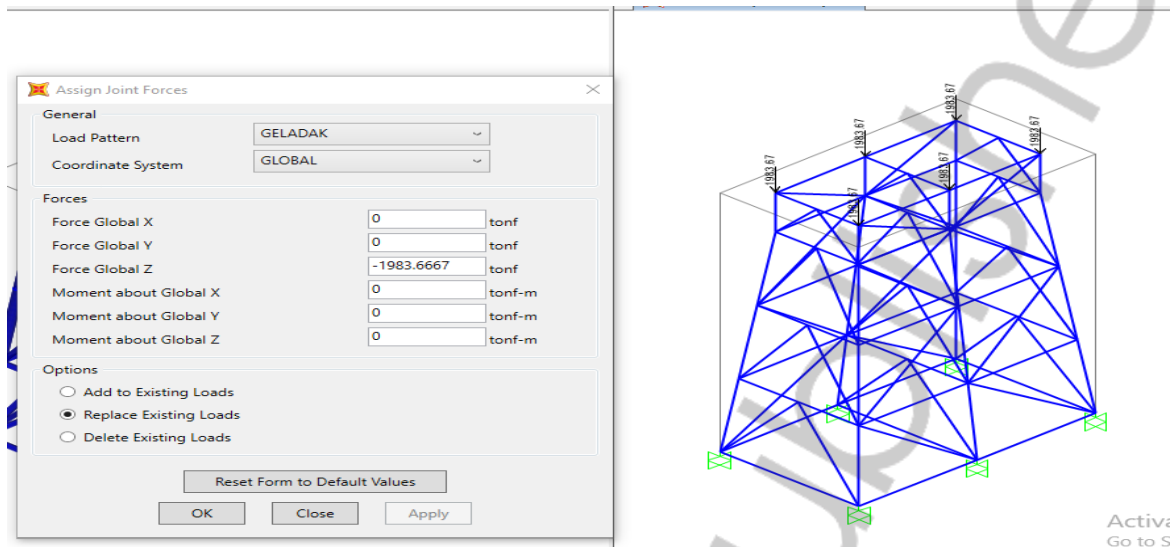 Assign Joint Forces
General
Load Pattern GELADAK
Coordinate System GLOBAL
Forces
Force Global X 0 tonf
Force Global Y 0 tonf
Force Global Z -1983.6667 tonf
Moment about Global X 0 tonf-m
Moment about Global Y 0 tonf-m
Moment about Global Z 0 tonf-m
Options
Add to Existing Loads
Replace Existing Loads
Delete Existing Loads
Reset Form to Default Values
OK Close Apply
1983.67
1983.67
1983.67
1983.67
1983.67
1983.67
Activa
Go to S